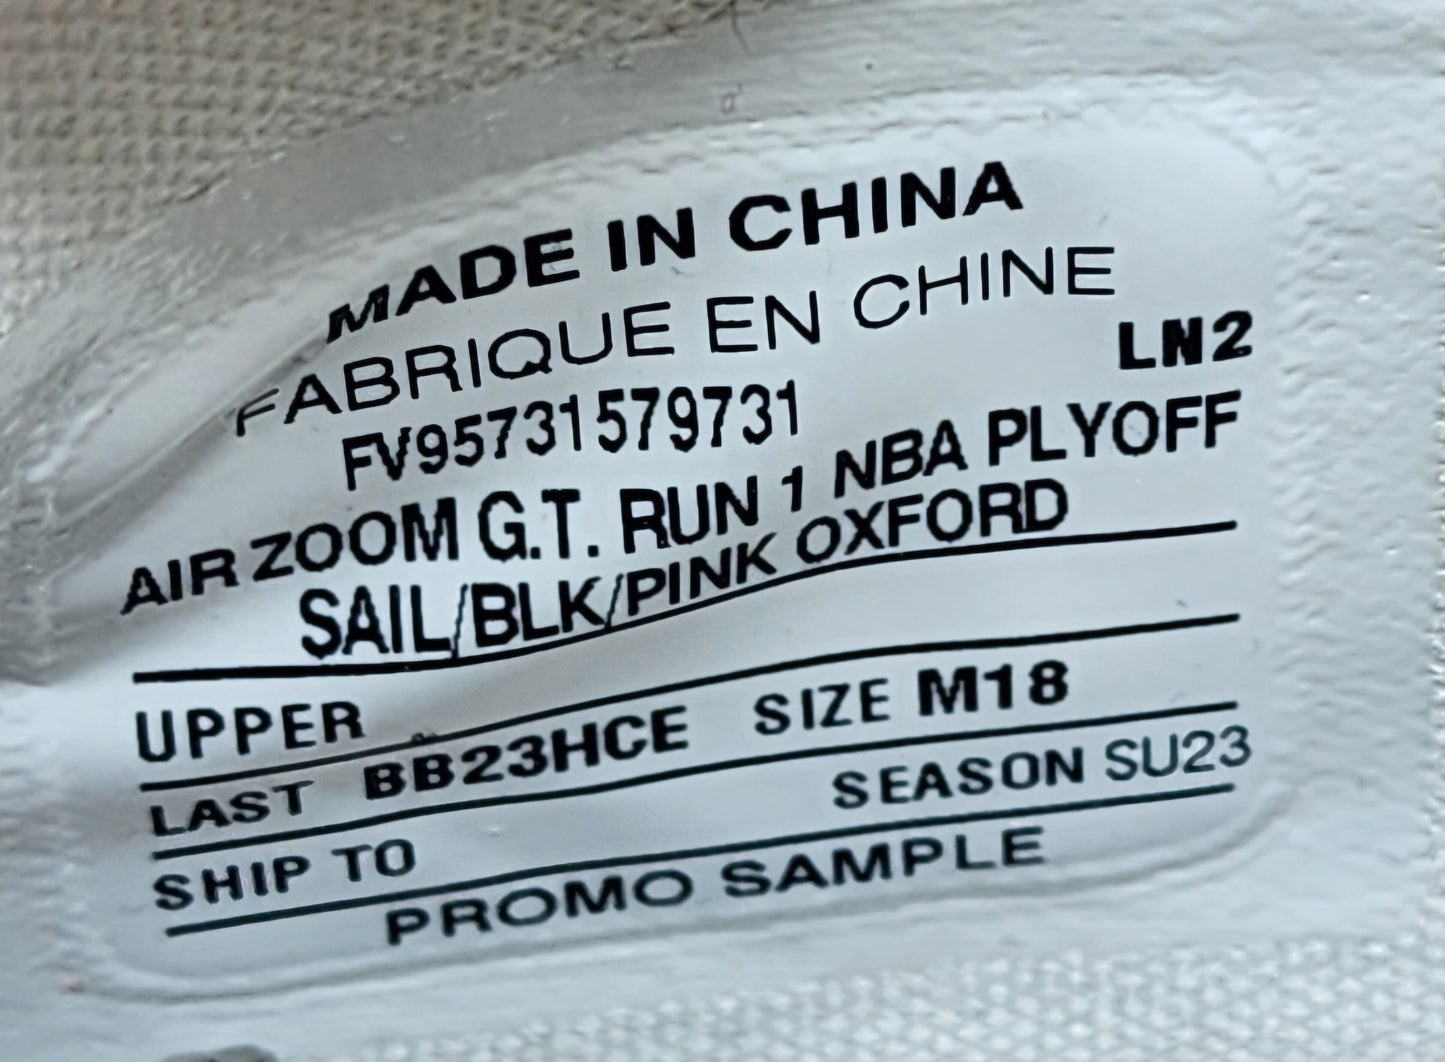 MADE IN CHINA
FABRIQUE EN CHINE
LN2
FV95731579731
AIR ZOOM G.T. RUN 1 NBA PLYOFF
SAIL/BLK/PINK OXFORD
UPPER
LAST BB23HCE SIZE M18
SHIP TO SEASON SU23
PROMO SAMPLE